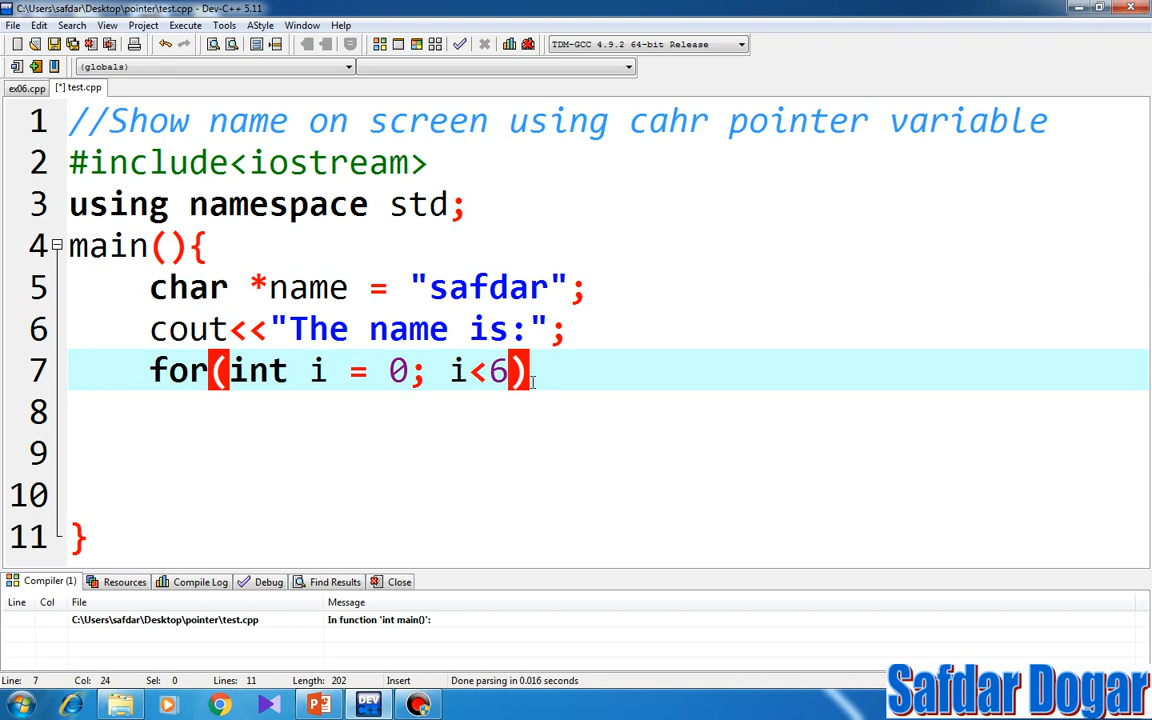 C:\Users\safdar\Desktop\pointer\test.cpp - Dev-C++ 5.11
File Edit Search View Project Execute Tools AStyle Window Help
TDM-GCC 4.9.2 64-bit Release
(globals)
ex06.cpp [*] test.cpp
1 //Show name on screen using cahr pointer variable
2 #include<iostream>
3 using namespace std;
4 main(){
5 char *name = "safdar";
6 cout<<"The name is:";
7 for(int i = 0; i<6)
8
9
10
11 }
Compiler (1) Resources Compile Log Debug Find Results Close
Line Col File Message
C:\Users\safdar\Desktop\pointer\test.cpp In function 'int main()':
Line: 7 Col: 24 Sel: 0 Lines: 11 Length: 202 Insert Done parsing in 0.016 seconds
DEV
Safdar Dogar